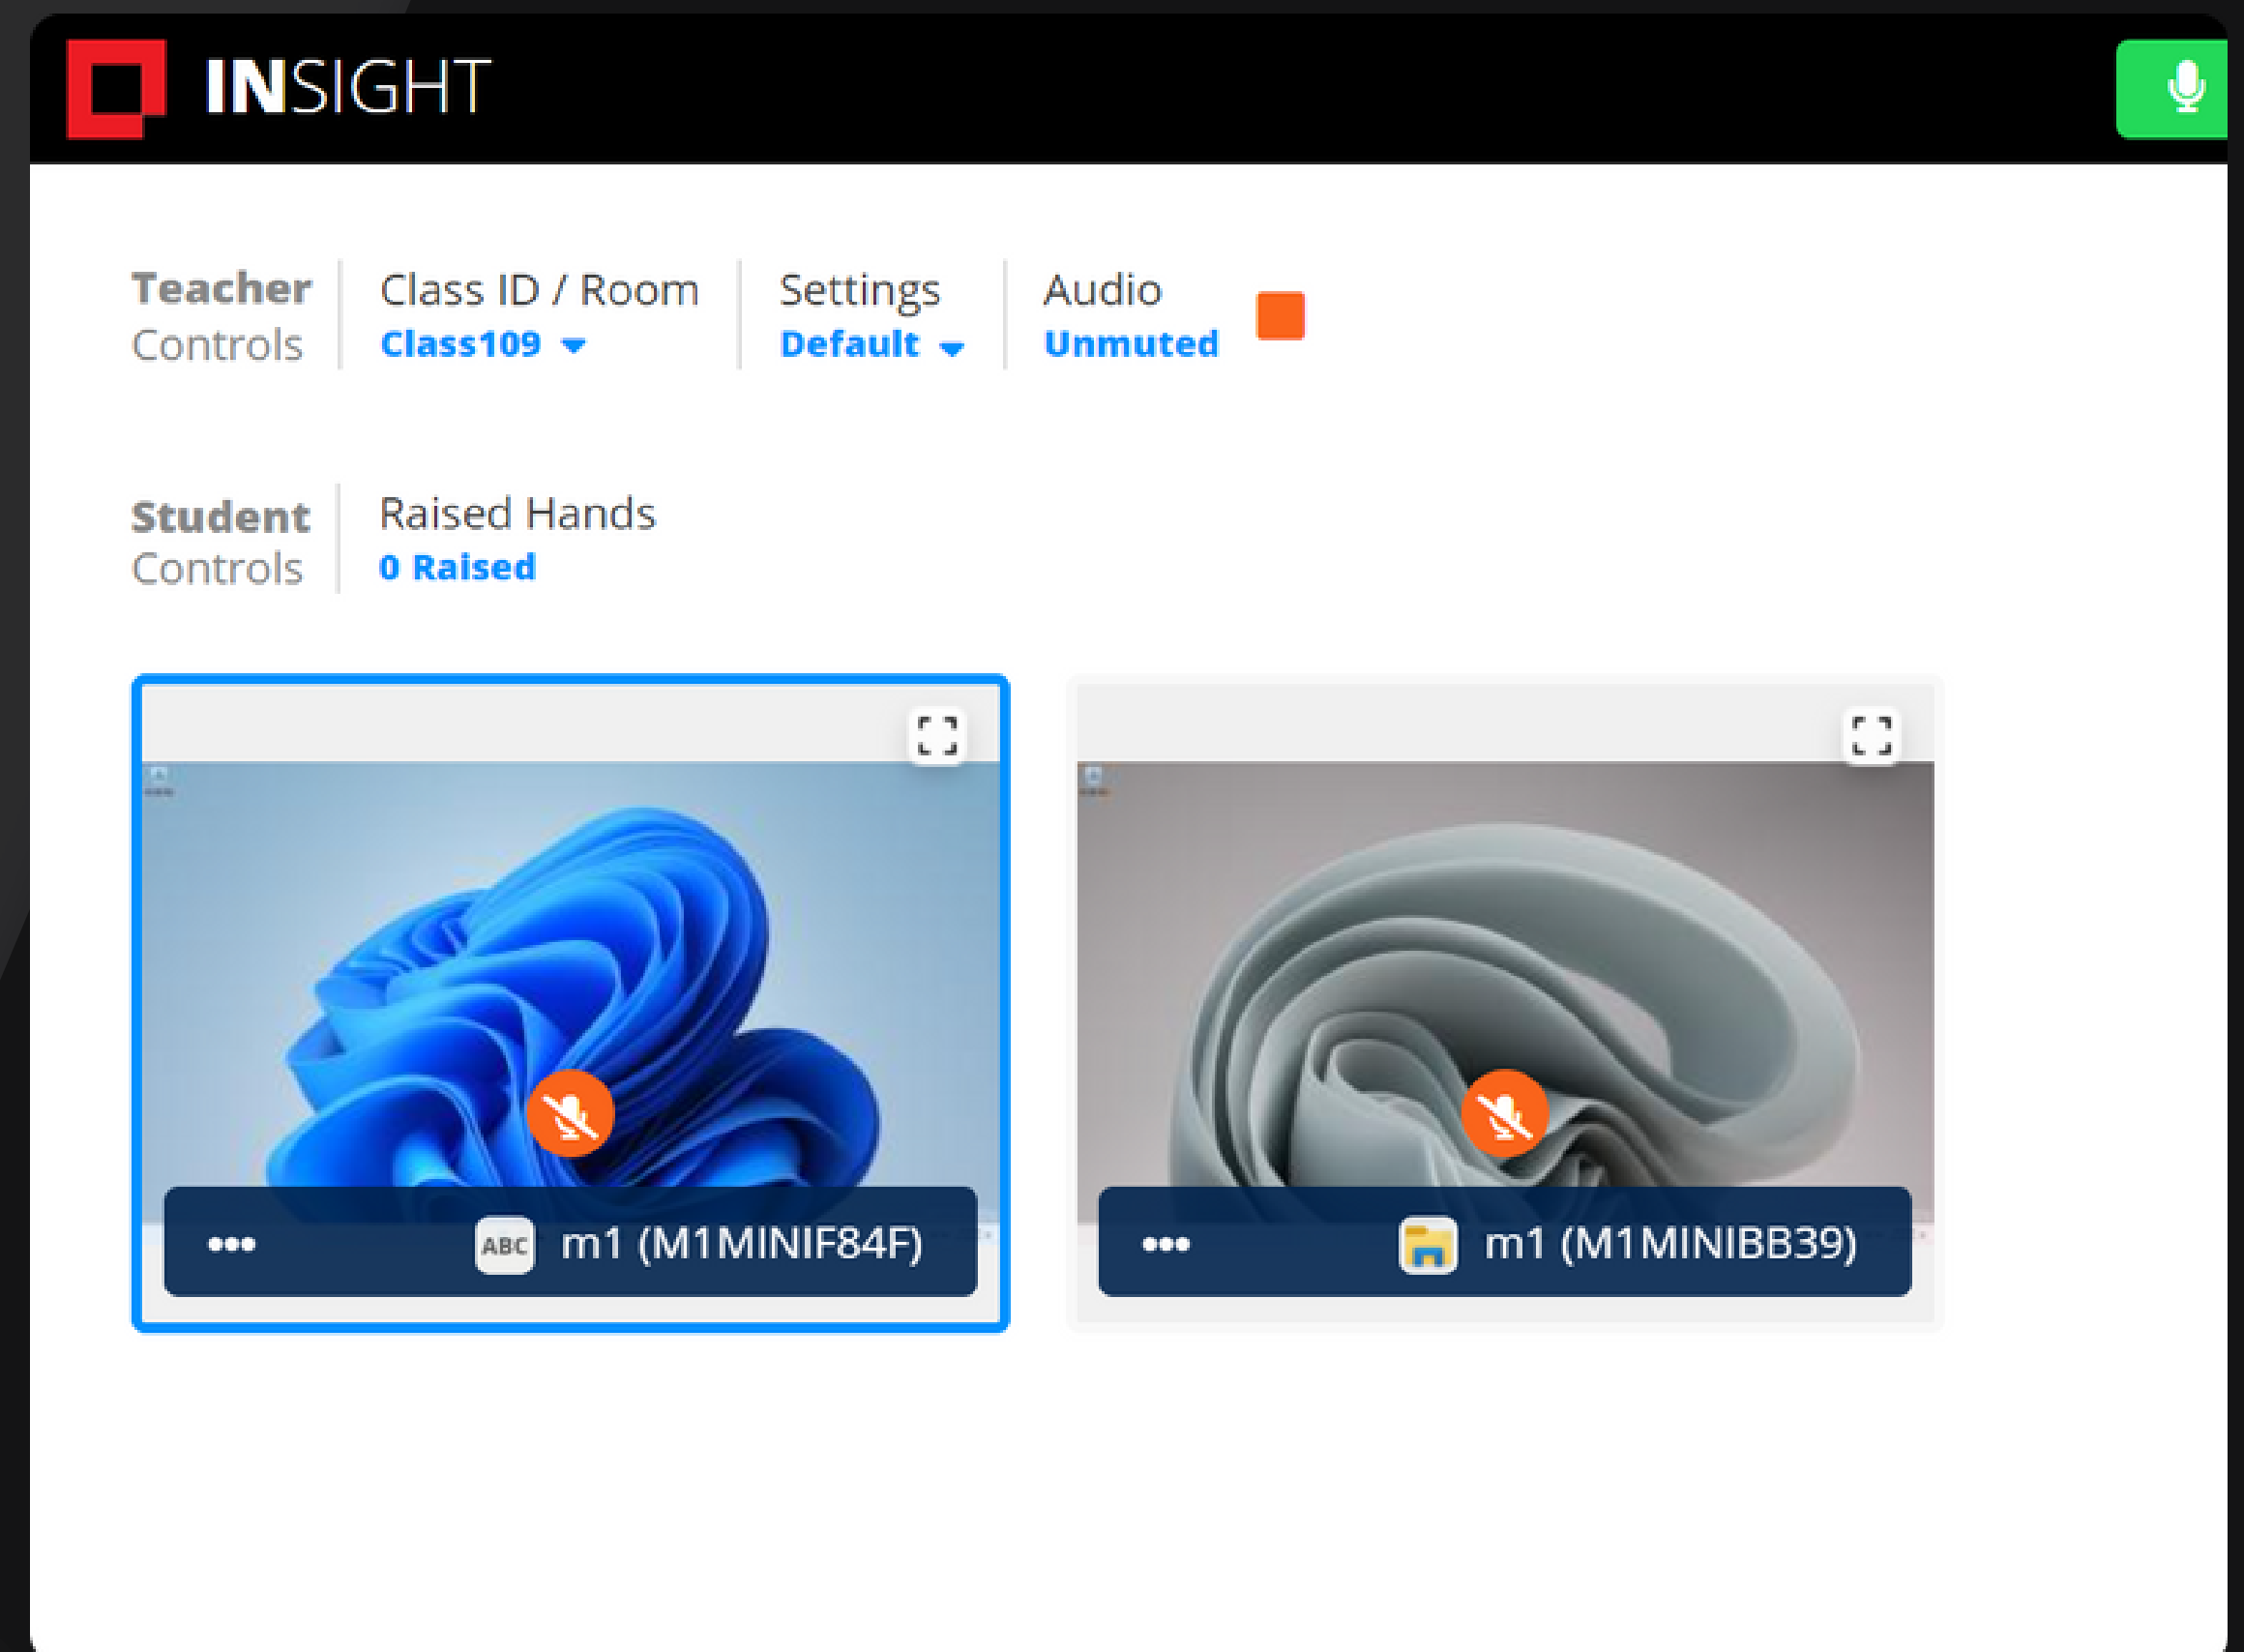 INSIGHT
Teacher Controls
Class ID / Room
Class109
Settings
Default
Audio
Unmuted
Student Controls
Raised Hands
0 Raised
ABC m1 (M1MINIF84F)
m1 (M1MINIBB39)